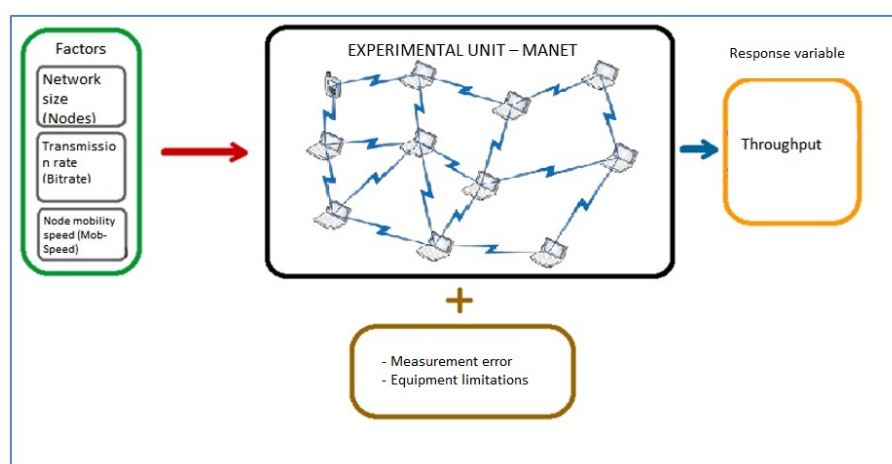 Factors
Network
size
(Nodes)
Transmissio
n rate
(Bitrate)
Node mobility
speed (Mob-
Speed)
EXPERIMENTAL UNIT – MANET
Response variable
Throughput
+
- Measurement error
- Equipment limitations